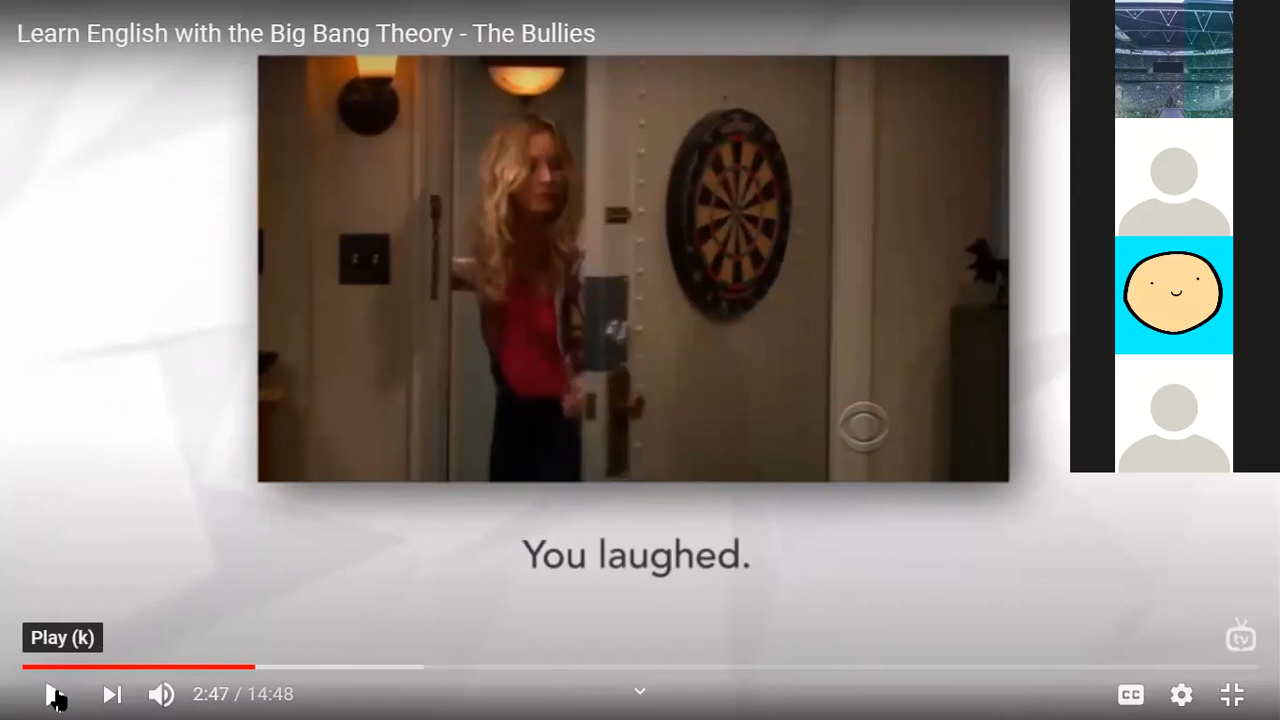 Learn English with the Big Bang Theory - The Bullies
You laughed.
Play (k)
tv
2:47 / 14:48
CC